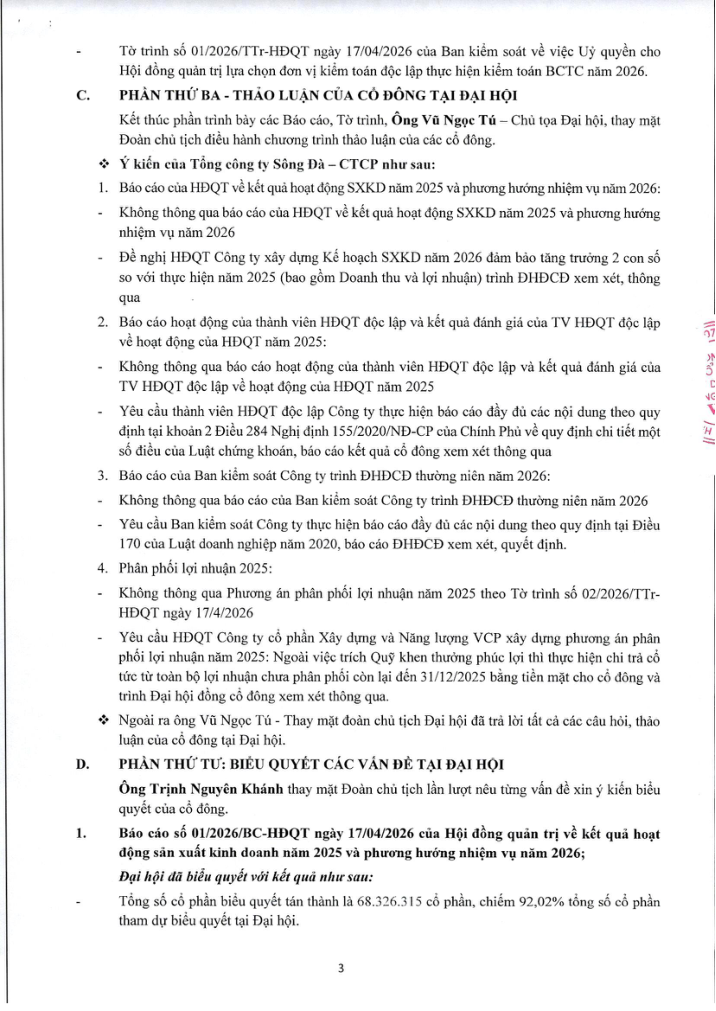 - Tờ trình số 01/2026/TTr-HĐQT ngày 17/04/2026 của Ban kiểm soát về việc Uỷ quyền cho
Hội đồng quản trị lựa chọn đơn vị kiểm toán độc lập thực hiện kiểm toán BCTC năm 2026.
C. PHẦN THỨ BA - THẢO LUẬN CỦA CỔ ĐÔNG TẠI ĐẠI HỘI
Kết thúc phần trình bày các Báo cáo, Tờ trình, Ông Vũ Ngọc Tú – Chủ tọa Đại hội, thay mặt
Đoàn chủ tịch điều hành chương trình thảo luận của các cổ đông.
❖ Ý kiến của Tổng công ty Sông Đà – CTCP như sau:
1. Báo cáo của HĐQT về kết quả hoạt động SXKD năm 2025 và phương hướng nhiệm vụ năm 2026:
- Không thông qua báo cáo của HĐQT về kết quả hoạt động SXKD năm 2025 và phương hướng
nhiệm vụ năm 2026
- Đề nghị HĐQT Công ty xây dựng Kế hoạch SXKD năm 2026 đảm bảo tăng trưởng 2 con số
so với thực hiện năm 2025 (bao gồm Doanh thu và lợi nhuận) trình ĐHĐCĐ xem xét, thông
qua
2. Báo cáo hoạt động của thành viên HĐQT độc lập và kết quả đánh giá của TV HĐQT độc lập
về hoạt động của HĐQT năm 2025:
- Không thông qua báo cáo hoạt động của thành viên HĐQT độc lập và kết quả đánh giá của
TV HĐQT độc lập về hoạt động của HĐQT năm 2025
- Yêu cầu thành viên HĐQT độc lập Công ty thực hiện báo cáo đầy đủ các nội dung theo quy
định tại khoản 2 Điều 284 Nghị định 155/2020/NĐ-CP của Chính Phủ về quy định chi tiết một
số điều của Luật chứng khoán, báo cáo kết quả cổ đông xem xét thông qua
3. Báo cáo của Ban kiểm soát Công ty trình ĐHĐCĐ thường niên năm 2026:
- Không thông qua báo cáo của Ban kiểm soát Công ty trình ĐHĐCĐ thường niên năm 2026
- Yêu cầu Ban kiểm soát Công ty thực hiện báo cáo đầy đủ các nội dung theo quy định tại Điều
170 của Luật doanh nghiệp năm 2020, báo cáo ĐHĐCĐ xem xét, quyết định.
4. Phân phối lợi nhuận 2025:
- Không thông qua Phương án phân phối lợi nhuận năm 2025 theo Tờ trình số 02/2026/TTr-
HĐQT ngày 17/4/2026
- Yêu cầu HĐQT Công ty cổ phần Xây dựng và Năng lượng VCP xây dựng phương án phân
phối lợi nhuận năm 2025: Ngoài việc trích Quỹ khen thưởng phúc lợi thì thực hiện chi trả cổ
tức từ toàn bộ lợi nhuận chưa phân phối còn lại đến 31/12/2025 bằng tiền mặt cho cổ đông và
trình Đại hội đồng cổ đông xem xét thông qua.
❖ Ngoài ra ông Vũ Ngọc Tú - Thay mặt đoàn chủ tịch Đại hội đã trả lời tất cả các câu hỏi, thảo
luận của cổ đông tại Đại hội.
D. PHẦN THỨ TƯ: BIỂU QUYẾT CÁC VẤN ĐỀ TẠI ĐẠI HỘI
Ông Trịnh Nguyên Khánh thay mặt Đoàn chủ tịch lần lượt nêu từng vấn đề xin ý kiến biểu
quyết của cổ đông.
1. Báo cáo số 01/2026/BC-HĐQT ngày 17/04/2026 của Hội đồng quản trị về kết quả hoạt
động sản xuất kinh doanh năm 2025 và phương hướng nhiệm vụ năm 2026;
Đại hội đã biểu quyết với kết quả như sau:
- Tổng số cổ phần biểu quyết tán thành là 68.326.315 cổ phần, chiếm 92,02% tổng số cổ phần
tham dự biểu quyết tại Đại hội.
3